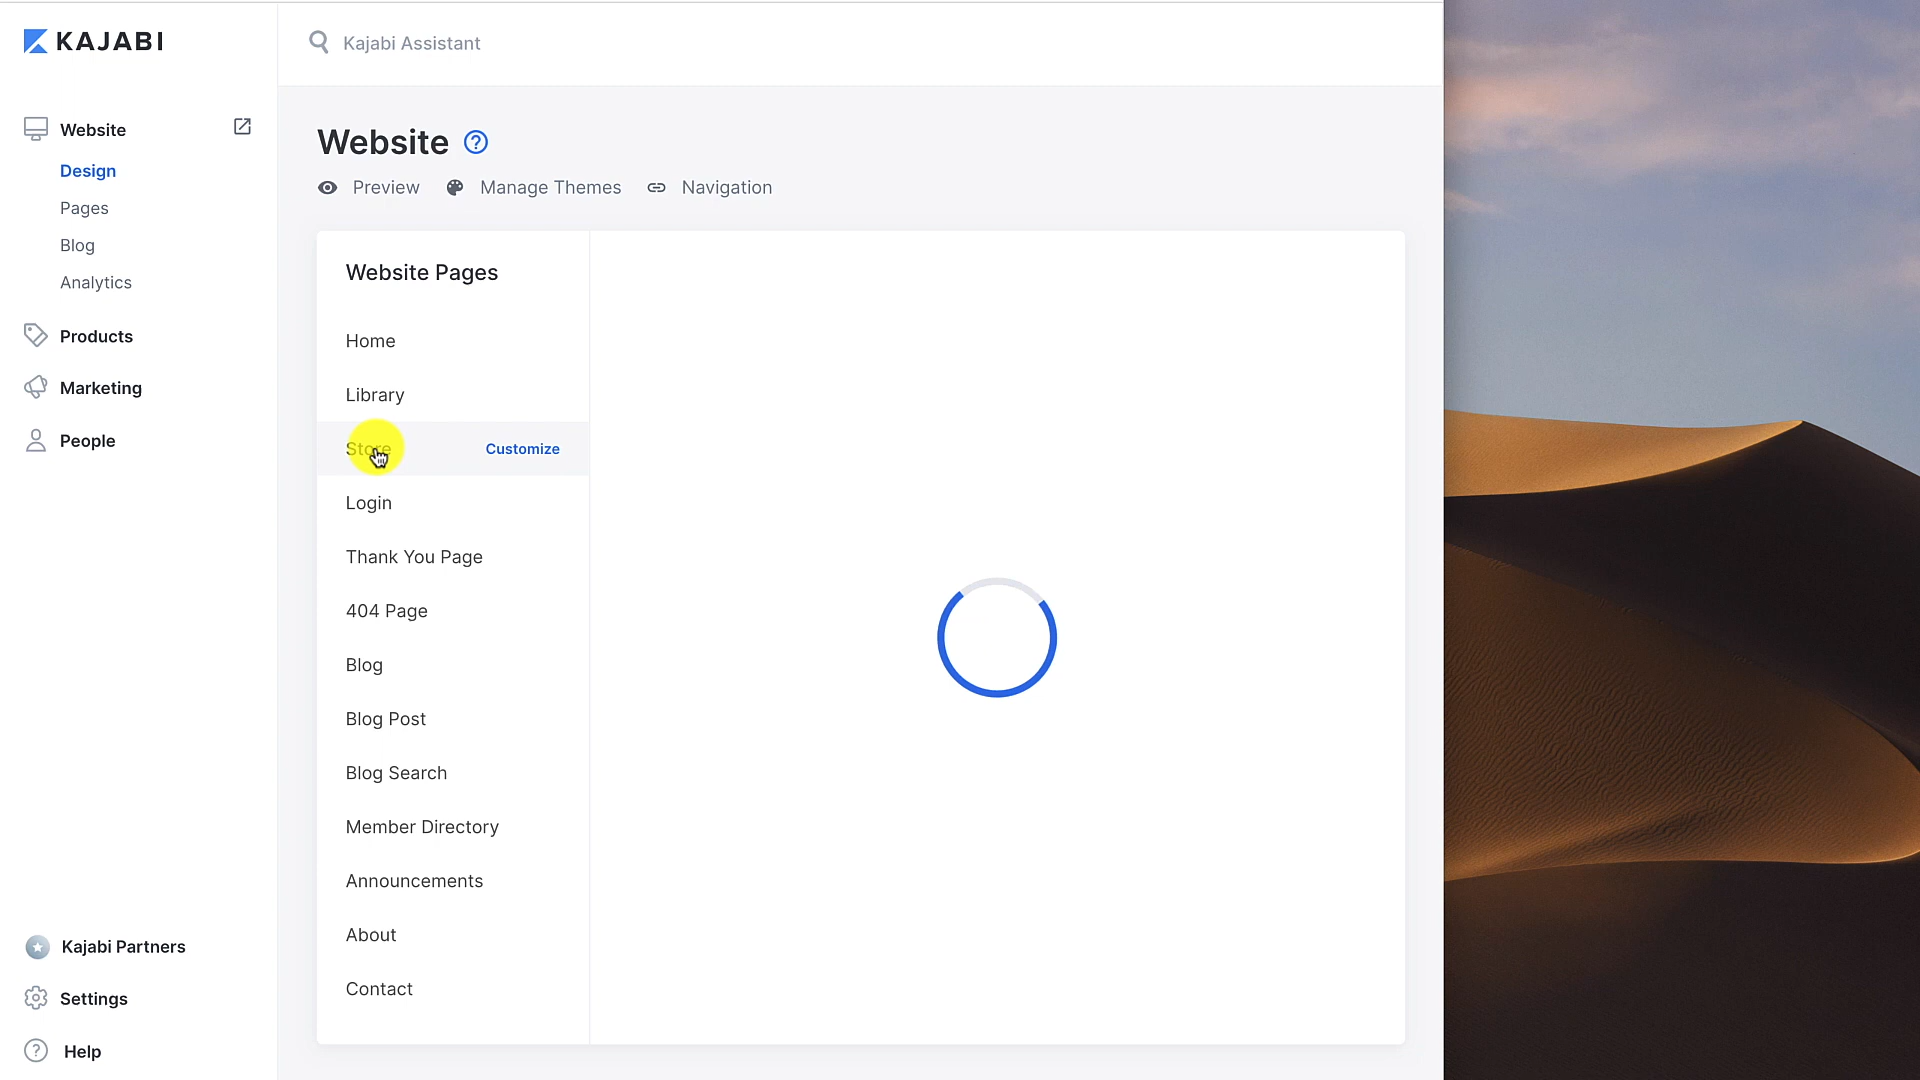 KAJABI
Kajabi Assistant
Website
Design
Pages
Blog
Analytics
Products
Marketing
People
Kajabi Partners
Settings
Help
Website
Preview
Manage Themes
Navigation
Website Pages
Home
Library
Store Customize
Login
Thank You Page
404 Page
Blog
Blog Post
Blog Search
Member Directory
Announcements
About
Contact